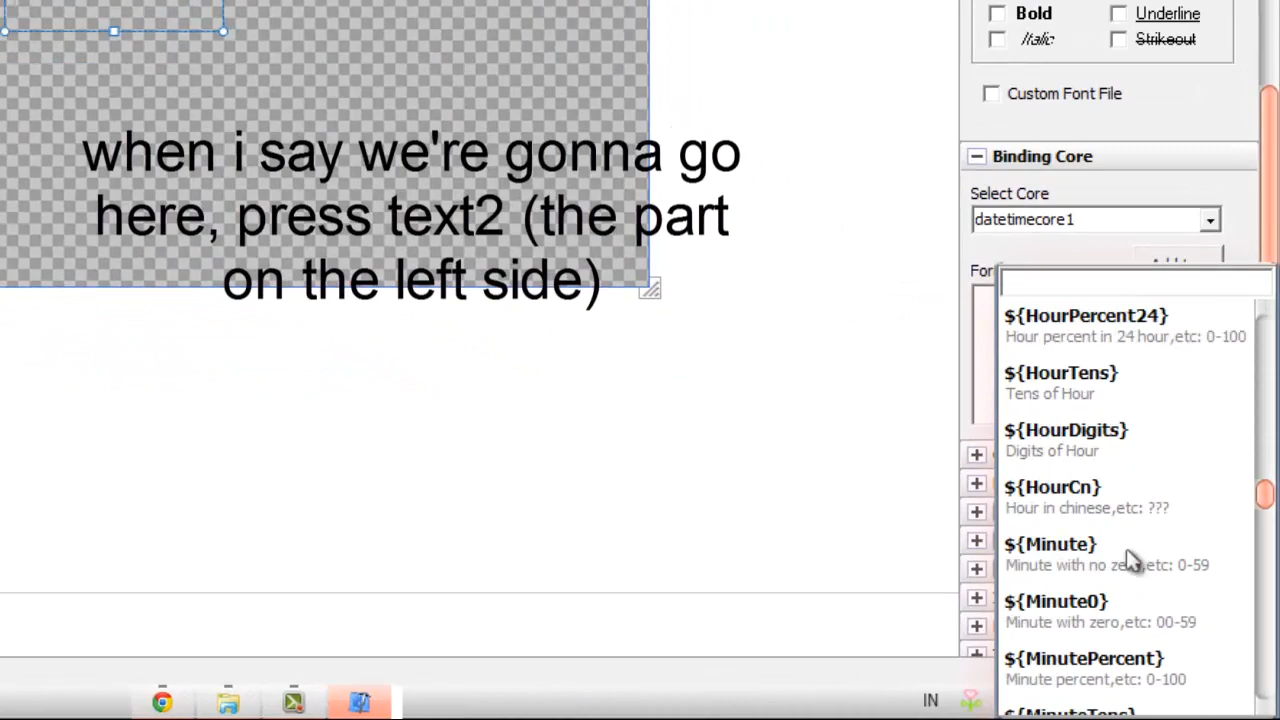 Bold
Underline
Italic
Strikeout
Custom Font File
when i say we're gonna go
here, press text2 (the part
on the left side)
Binding Core
Select Core
datetimecore1
${HourPercent24}
Hour percent in 24 hour,etc: 0-100
${HourTens}
Tens of Hour
${HourDigits}
Digits of Hour
${HourCn}
Hour in chinese,etc: ???
${Minute}
Minute with no zero,etc: 0-59
${Minute0}
Minute with zero,etc: 00-59
${MinutePercent}
Minute percent,etc: 0-100
${MinuteTens}
IN